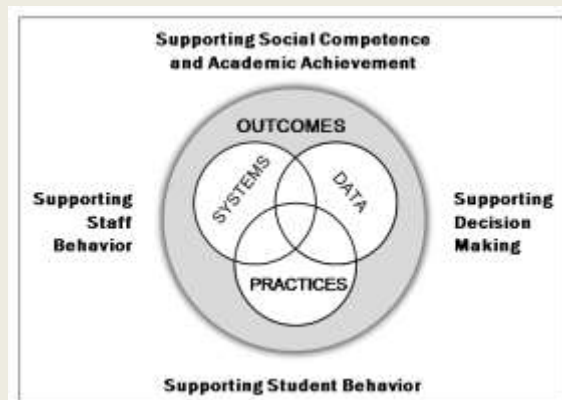 Supporting Social Competence
and Academic Achievement
OUTCOMES
SYSTEMS
DATA
Supporting
Staff
Behavior
Supporting
Decision
Making
PRACTICES
Supporting Student Behavior